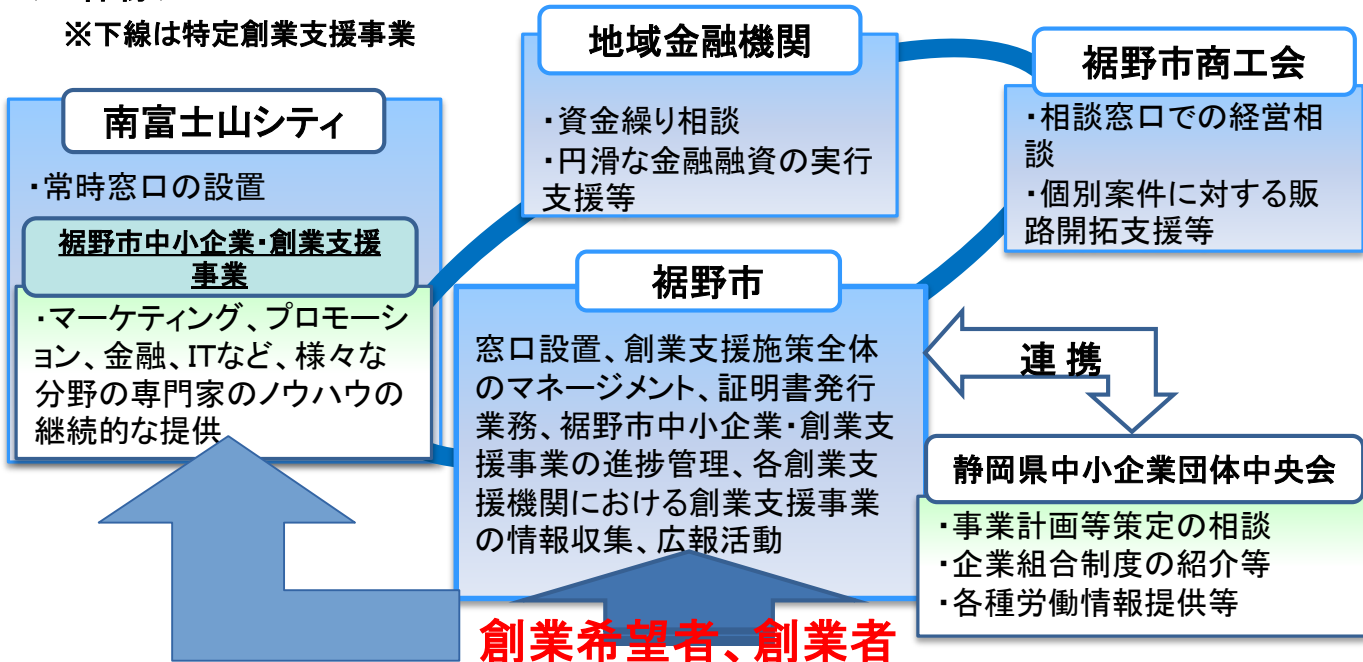 ※下線は特定創業支援事業
地域金融機関
・資金繰り相談
・円滑な金融融資の実行
支援等
裾野市商工会
・相談窓口での経営相
談
・個別案件に対する販
路開拓支援等
南富士山シティ
・常時窓口の設置
裾野市中小企業・創業支援
事業
・マーケティング、プロモーシ
ョン、金融、ITなど、様々な
分野の専門家のノウハウの
継続的な提供
裾野市
窓口設置、創業支援施策全体
のマネージメント、証明書発行
業務、裾野市中小企業・創業支
援事業の進捗管理、各創業支
援機関における創業支援事業
の情報収集、広報活動
連 携
静岡県中小企業団体中央会
・事業計画等策定の相談
・企業組合制度の紹介等
・各種労働情報提供等
創業希望者、創業者